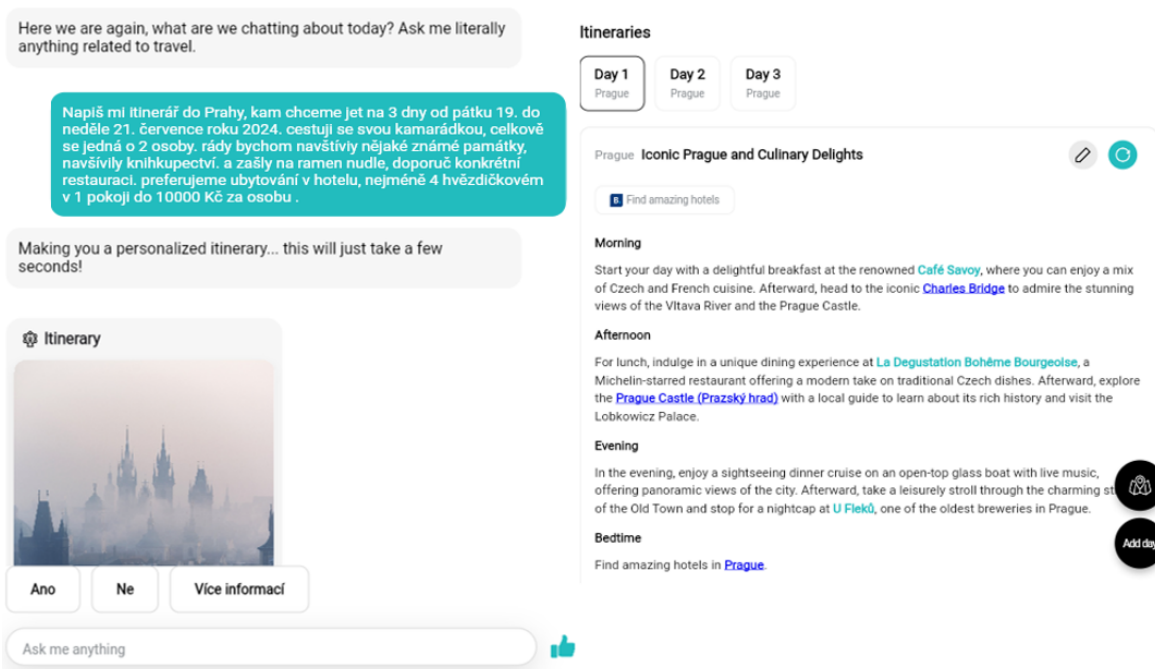 Here we are again, what are we chatting about today? Ask me literally
anything related to travel.
Napiš mi itinerář do Prahy, kam chceme jet na 3 dny od pátku 19. do
neděle 21. července roku 2024. cestuji se svou kamarádkou, celkově
se jedná o 2 osoby. rády bychom navštíviy nějaké známé památky,
navšívily knihkupectví. a zašly na ramen nudle, doporuč konkrétní
restauraci. preferujeme ubytování v hotelu, nejméně 4 hvězdičkovém
v 1 pokoji do 10000 Kč za osobu .
Making you a personalized itinerary... this will just take a few
seconds!
Itinerary
Ano
Ne
Více informací
Ask me anything
Itineraries
Day 1
Prague
Day 2
Prague
Day 3
Prague
Prague Iconic Prague and Culinary Delights
B. Find amazing hotels
Morning
Start your day with a delightful breakfast at the renowned Café Savoy, where you can enjoy a mix
of Czech and French cuisine. Afterward, head to the iconic Charles Bridge to admire the stunning
views of the Vltava River and the Prague Castle.
Afternoon
For lunch, indulge in a unique dining experience at La Degustation Bohême Bourgeoise, a
Michelin-starred restaurant offering a modern take on traditional Czech dishes. Afterward, explore
the Prague Castle (Prazský hrad) with a local guide to learn about its rich history and visit the
Lobkowicz Palace.
Evening
In the evening, enjoy a sightseeing dinner cruise on an open-top glass boat with live music,
offering panoramic views of the city. Afterward, take a leisurely stroll through the charming st
of the Old Town and stop for a nightcap at U Fleků, one of the oldest breweries in Prague.
Bedtime
Find amazing hotels in Prague.
Add day